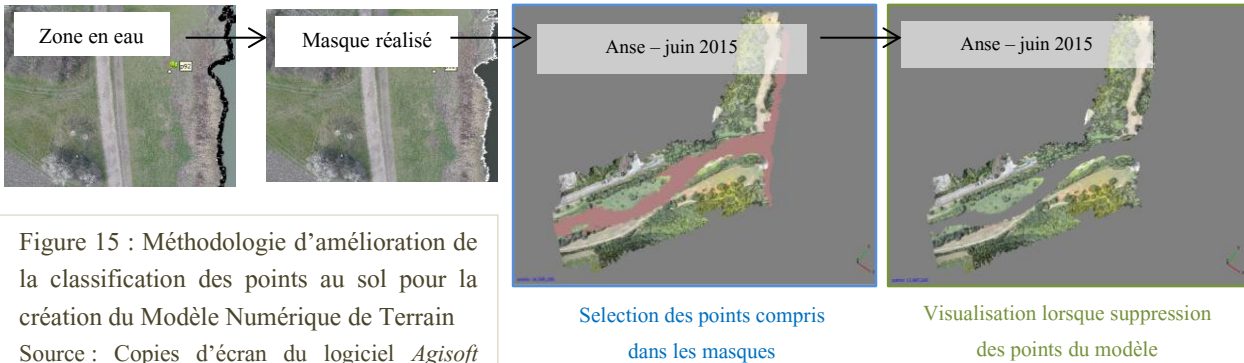 Zone en eau
Masque réalisé
Anse – juin 2015
Anse – juin 2015
p92
Figure 15 : Méthodologie d'amélioration de
la classification des points au sol pour la
création du Modèle Numérique de Terrain
Source : Copies d'écran du logiciel Agisoft
Selection des points compris
dans les masques
Visualisation lorsque suppression
des points du modèle